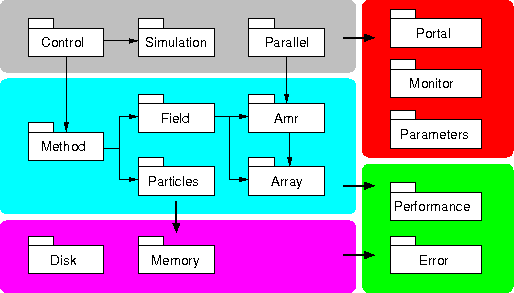 Control
Simulation
Parallel
Portal
Monitor
Parameters
Field
Amr
Method
Particles
Array
Performance
Disk
Memory
Error